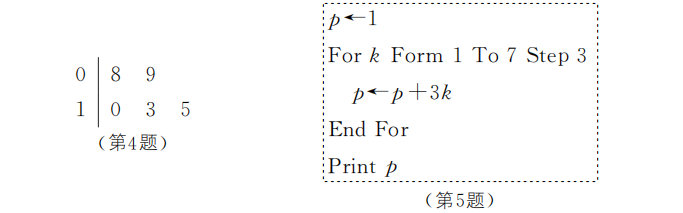 0 8 9
1 0 3 5
(第4题)
p←1
For k Form 1 To 7 Step 3
p←p+3k
End For
Print p
(第5题)